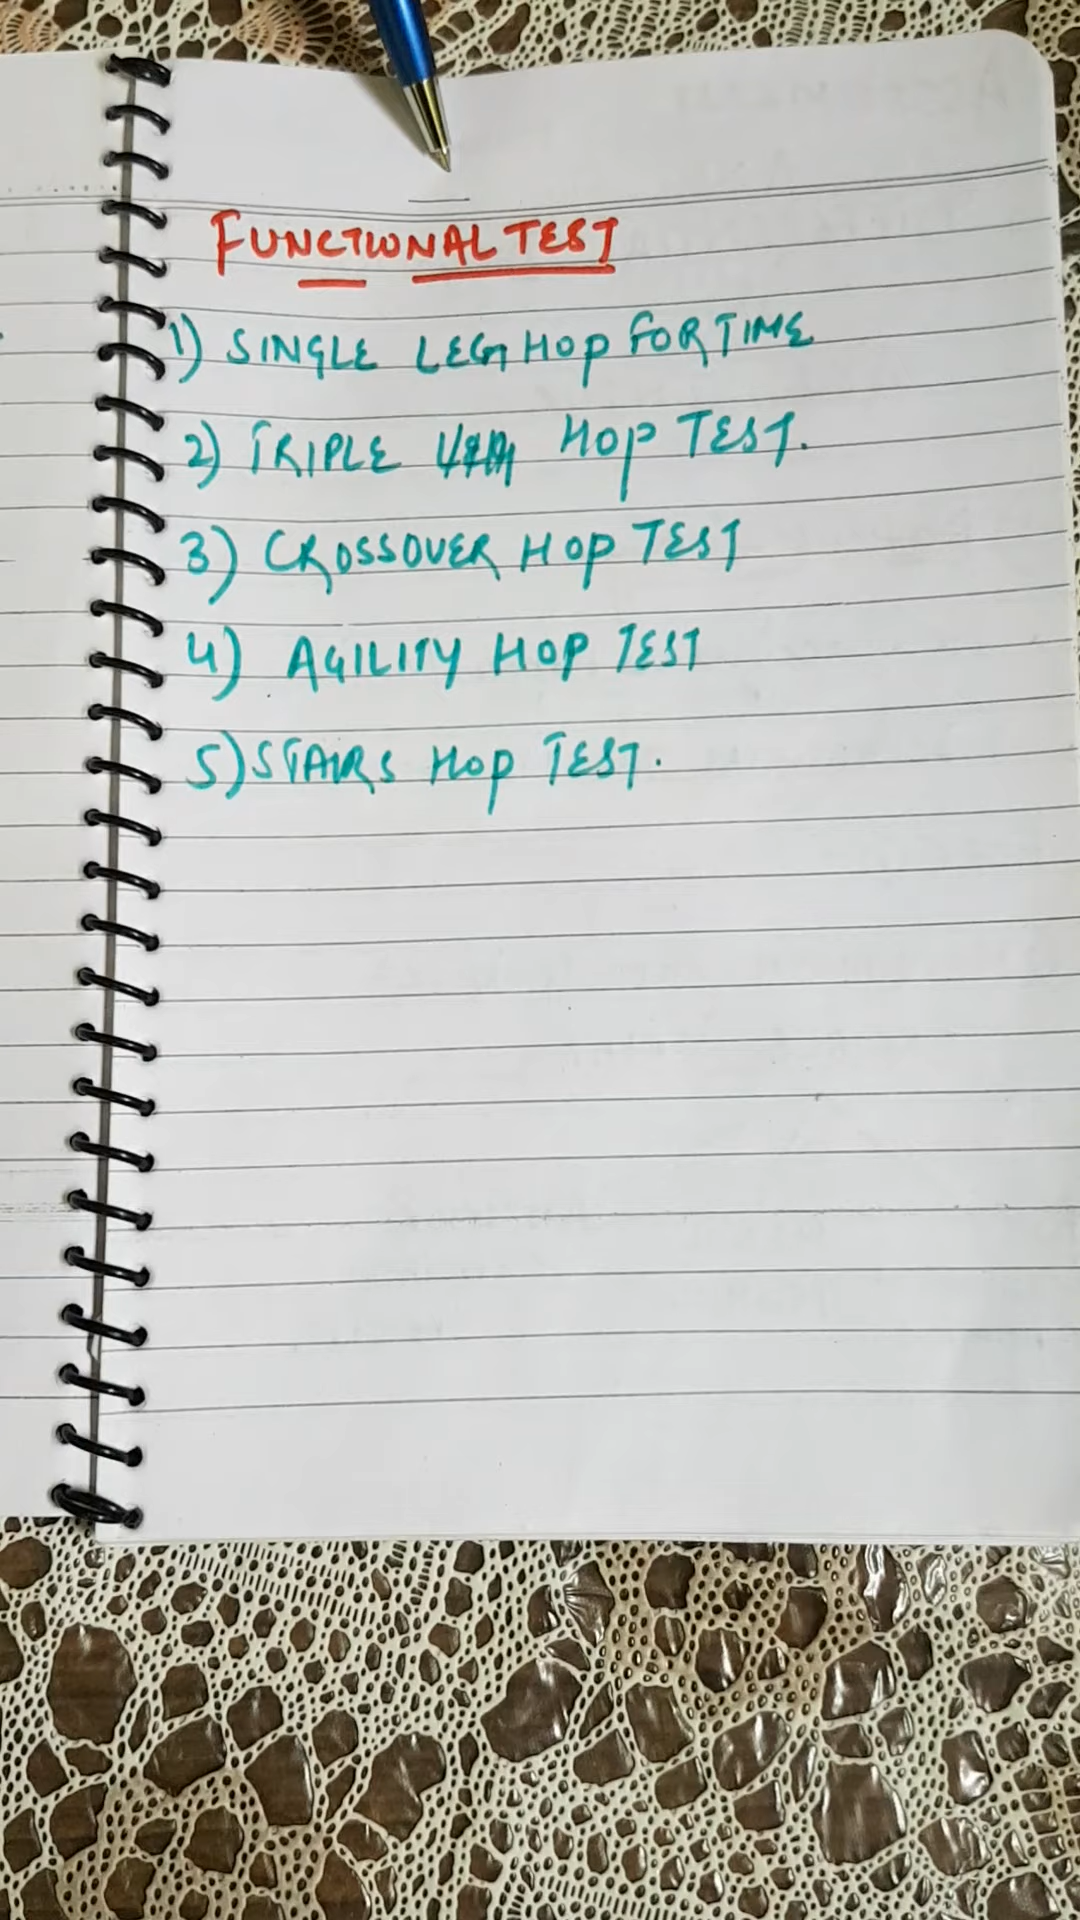 FUNCTIONAL TEST
1) SINGLE LEG HOP FOR TIME
2) TRIPLE HOP TEST.
3) CROSSOVER HOP TEST
4) AGILITY HOP TEST
5) STAIRS HOP TEST.